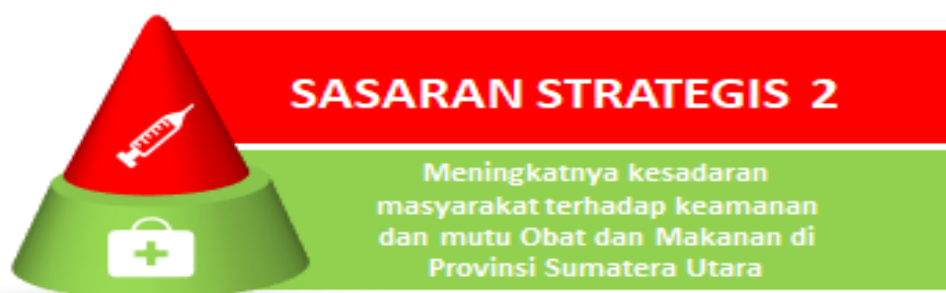 SASARAN STRATEGIS 2
Meningkatnya kesadaran
masyarakat terhadap keamanan
dan mutu Obat dan Makanan di
Provinsi Sumatera Utara